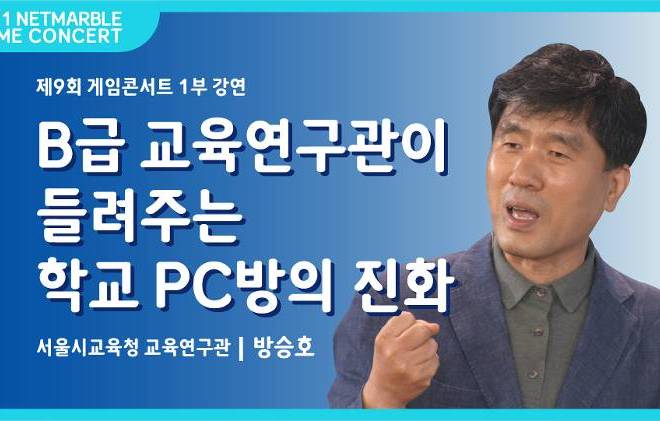 1 NETMARBLE
ME CONCERT
제9회 게임콘서트 1부 강연
B급 교육연구관이
들려주는
학교 PC방의 진화
서울시교육청 교육연구관 | 방승호